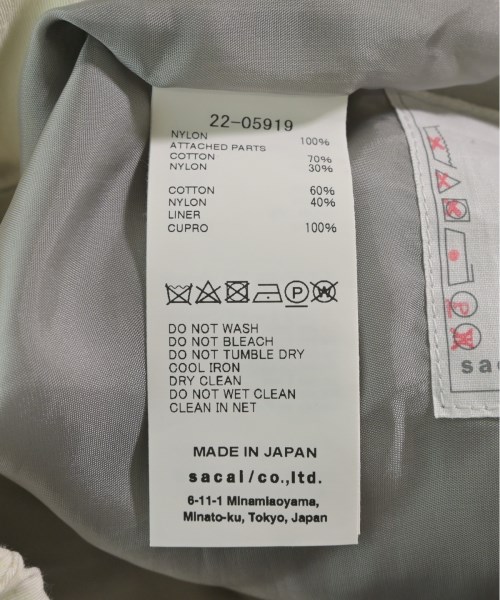 22-05919
NYLON 100%
ATTACHED PARTS
COTTON 70%
NYLON 30%
COTTON 60%
NYLON 40%
LINER
CUPRO 100%
P W
DO NOT WASH
DO NOT BLEACH
DO NOT TUMBLE DRY
COOL IRON
DRY CLEAN
DO NOT WET CLEAN
CLEAN IN NET
MADE IN JAPAN
sacai/co.,ltd.
6-11-1 Minamiaoyama,
Minato-ku, Tokyo, Japan
P
W
sac